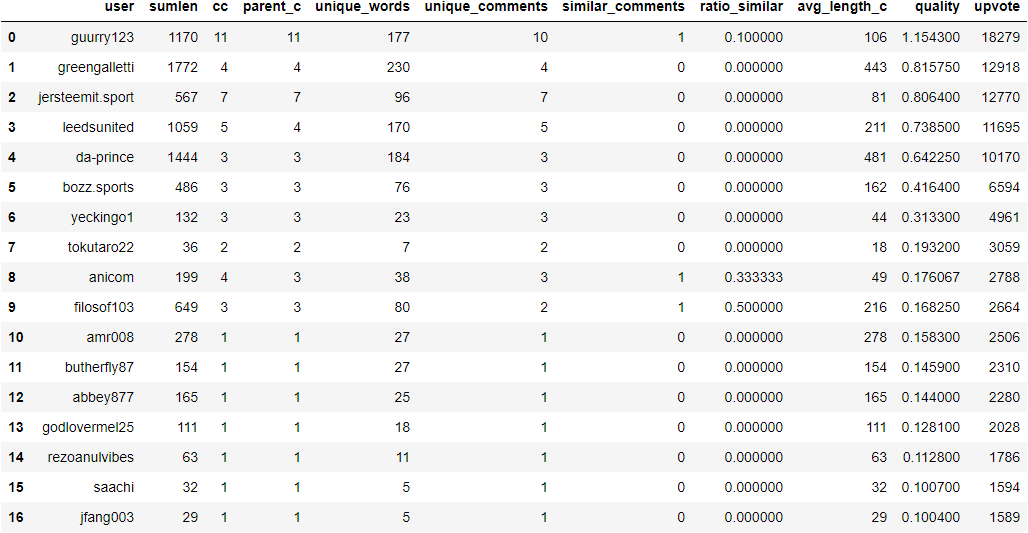 user sumlen cc parent_c unique_words unique_comments similar_comments ratio_similar avg_length_c quality upvote
0 guurry123 1170 11 11 177 10 1 0.100000 106 1.154300 18279
1 greengalletti 1772 4 4 230 4 0 0.000000 443 0.815750 12918
2 jersteemit.sport 567 7 7 96 7 0 0.000000 81 0.806400 12770
3 leedsunited 1059 5 4 170 5 0 0.000000 211 0.738500 11695
4 da-prince 1444 3 3 184 3 0 0.000000 481 0.642250 10170
5 bozz.sports 486 3 3 76 3 0 0.000000 162 0.416400 6594
6 yeckingo1 132 3 3 23 3 0 0.000000 44 0.313300 4961
7 tokutaro22 36 2 2 7 2 0 0.000000 18 0.193200 3059
8 anicom 199 4 3 38 3 1 0.333333 49 0.176067 2788
9 filosof103 649 3 3 80 2 1 0.500000 216 0.168250 2664
10 amr008 278 1 1 27 1 0 0.000000 278 0.158300 2506
11 butherfly87 154 1 1 27 1 0 0.000000 154 0.145900 2310
12 abbey877 165 1 1 25 1 0 0.000000 165 0.144000 2280
13 godlovermel25 111 1 1 18 1 0 0.000000 111 0.128100 2028
14 rezoanulvibes 63 1 1 11 1 0 0.000000 63 0.112800 1786
15 saachi 32 1 1 5 1 0 0.000000 32 0.100700 1594
16 jfang003 29 1 1 5 1 0 0.000000 29 0.100400 1589